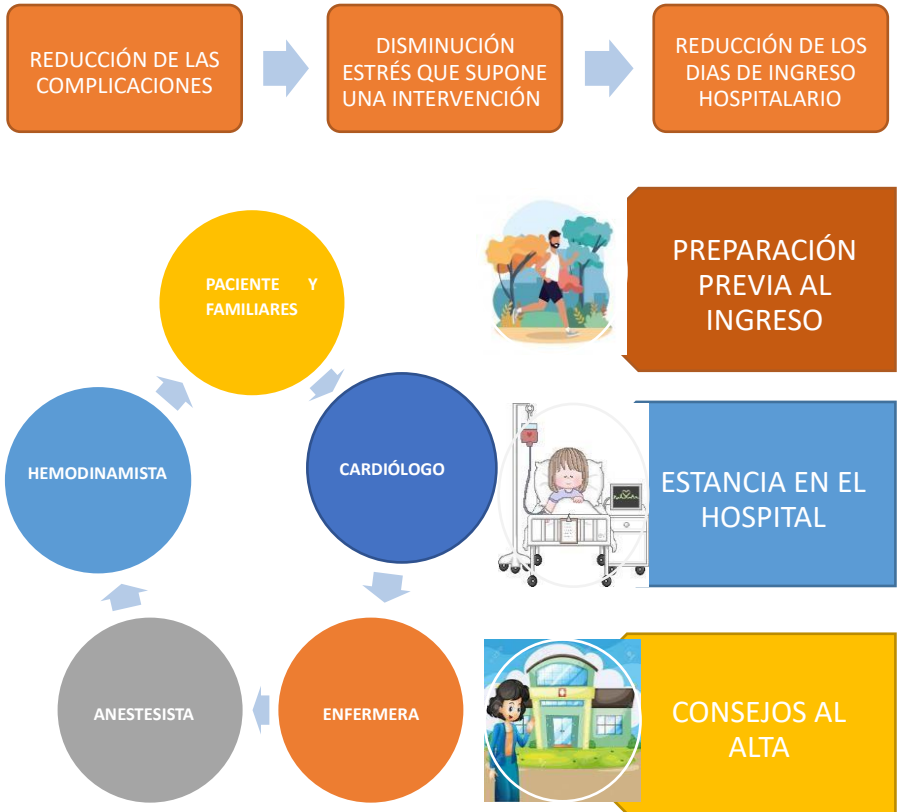 REDUCCIÓN DE LAS
COMPLICACIONES
DISMINUCIÓN
ESTRÉS QUE SUPONE
UNA INTERVENCIÓN
REDUCCIÓN DE LOS
DIAS DE INGRESO
HOSPITALARIO
PACIENTE Y
FAMILIARES
CARDIÓLOGO
ENFERMERA
ANESTESISTA
HEMODINAMISTA
PREPARACIÓN
PREVIA AL
INGRESO
ESTANCIA EN EL
HOSPITAL
CONSEJOS AL
ALTA